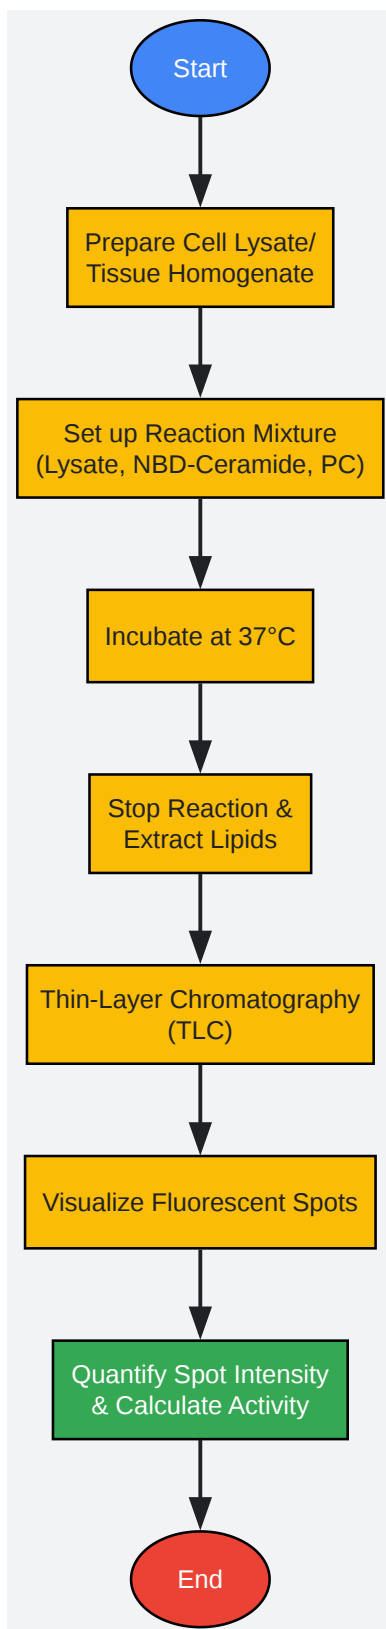 Start
Prepare Cell Lysate/
Tissue Homogenate
Set up Reaction Mixture
(Lysate, NBD-Ceramide, PC)
Incubate at 37°C
Stop Reaction &
Extract Lipids
Thin-Layer Chromatography
(TLC)
Visualize Fluorescent Spots
Quantify Spot Intensity
& Calculate Activity
End